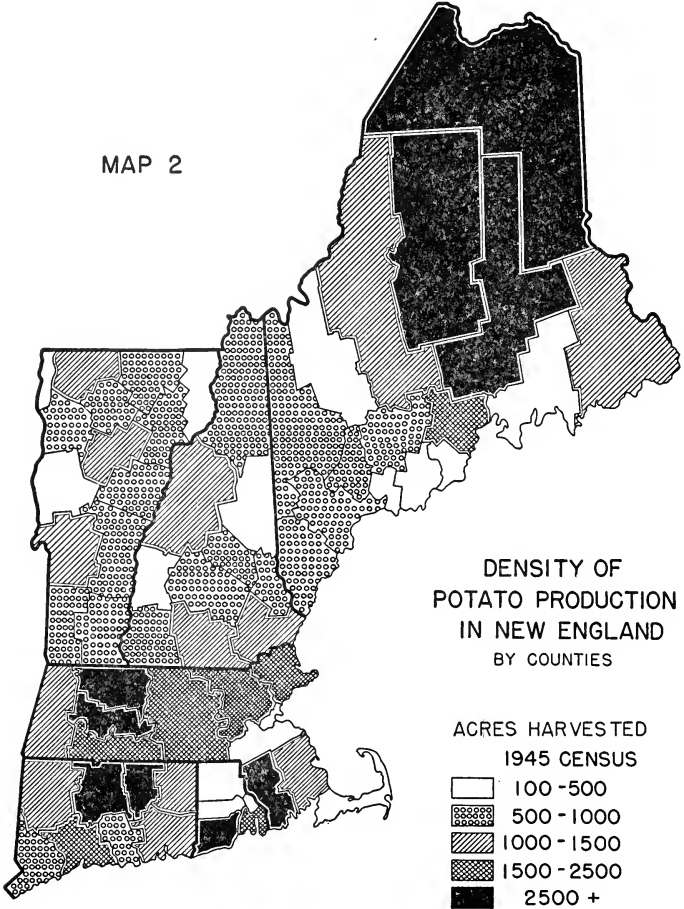 MAP 2
DENSITY OF
POTATO PRODUCTION
IN NEW ENGLAND
BY COUNTIES
ACRES HARVESTED
1945 CENSUS
100-500
500-1000
1000-1500
1500-2500
2500 +